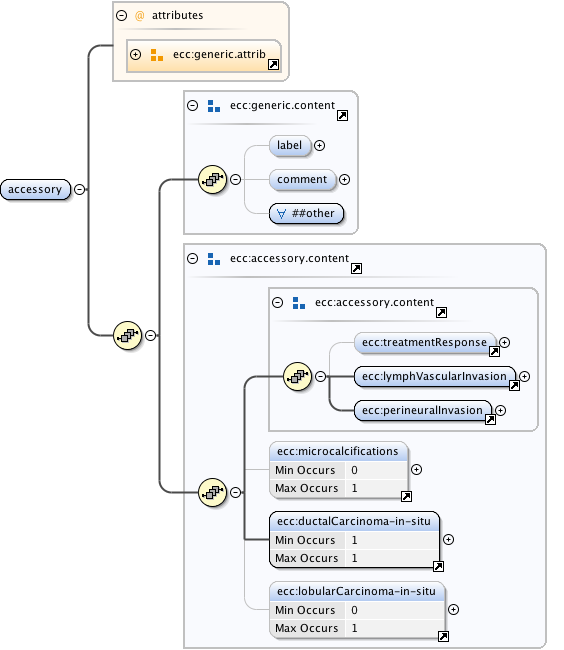 @ attributes
ecc:generic.attrib
ecc:generic.content
label
comment
##other
accessory
ecc:accessory.content
ecc:accessory.content
ecc:treatmentResponse
ecc:lymphVascularInvasion
ecc:perineuralInvasion
ecc:microcalcifications
Min Occurs 0
Max Occurs 1
ecc:ductalCarcinoma-in-situ
Min Occurs 1
Max Occurs 1
ecc:lobularCarcinoma-in-situ
Min Occurs 0
Max Occurs 1